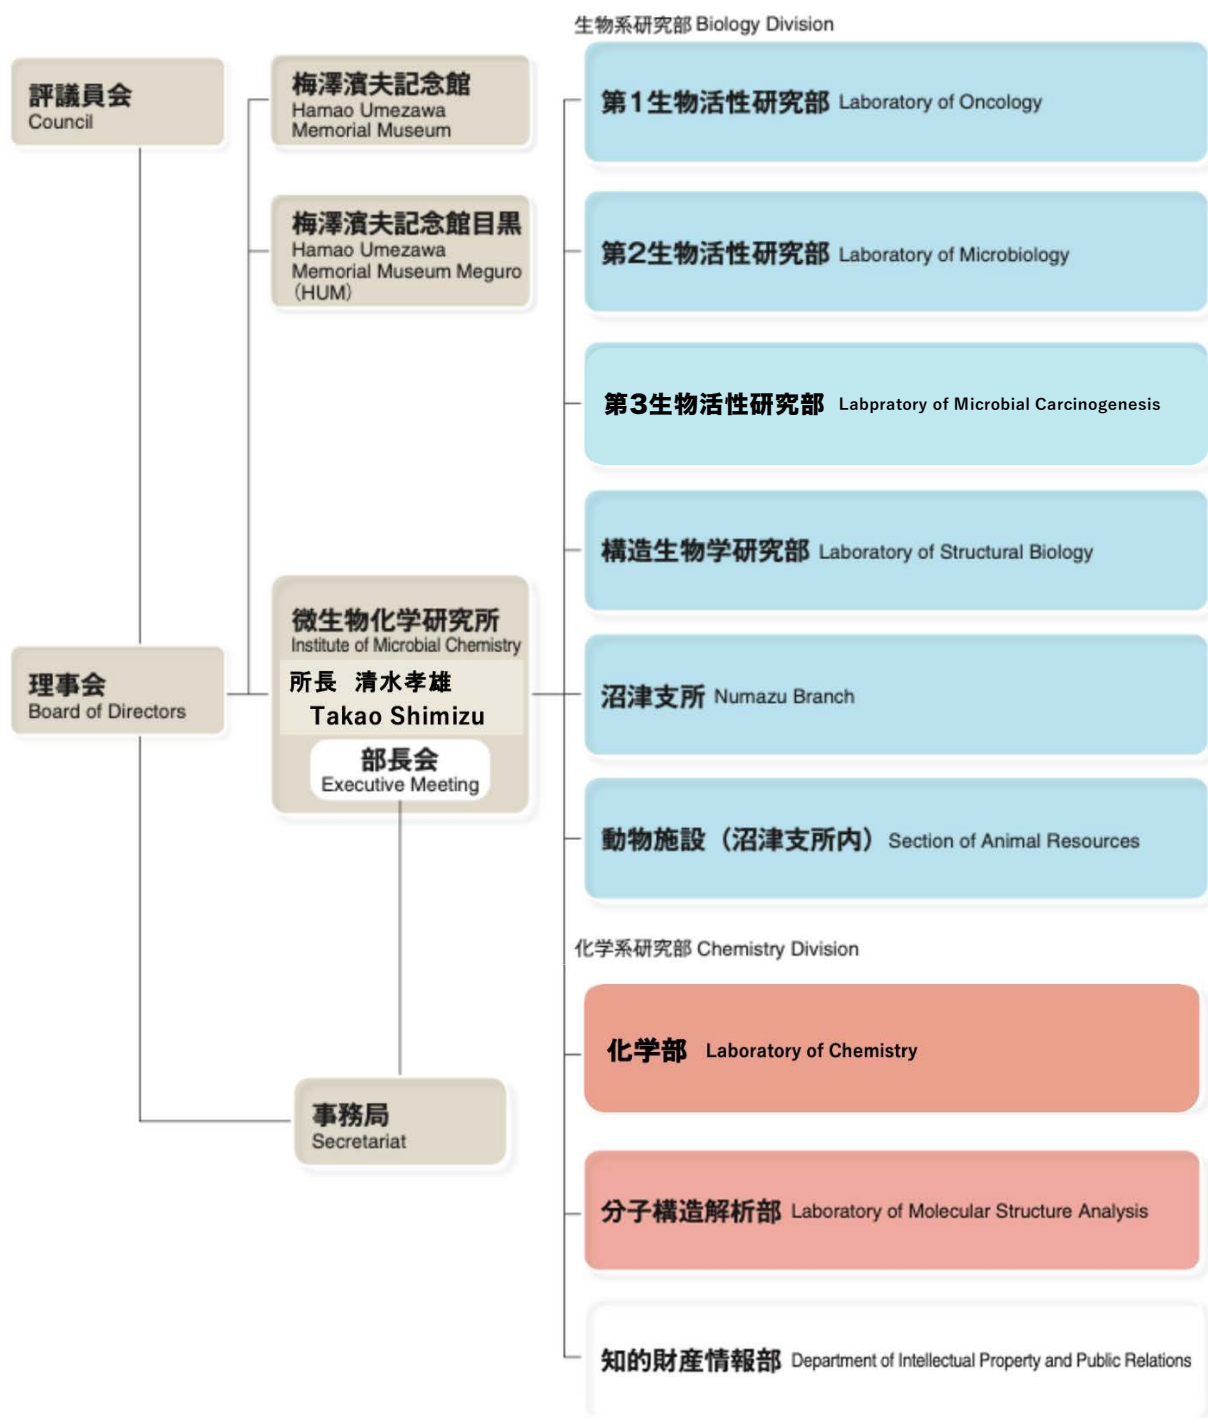 評議員会
Council
梅澤濱夫記念館
Hamao Umezawa
Memorial Museum
梅澤濱夫記念館目黒
Hamao Umezawa
Memorial Museum Meguro
(HUM)
理事会
Board of Directors
微生物化学研究所
Institute of Microbial Chemistry
所長 清水孝雄
Takao Shimizu
部長会
Executive Meeting
事務局
Secretariat
生物系研究部 Biology Division
第1生物活性研究部 Laboratory of Oncology
第2生物活性研究部 Laboratory of Microbiology
第3生物活性研究部 Labpratory of Microbial Carcinogenesis
構造生物学研究部 Laboratory of Structural Biology
沼津支所 Numazu Branch
動物施設（沼津支所内） Section of Animal Resources
化学系研究部 Chemistry Division
化学部 Laboratory of Chemistry
分子構造解析部 Laboratory of Molecular Structure Analysis
知的財産情報部 Department of Intellectual Property and Public Relations